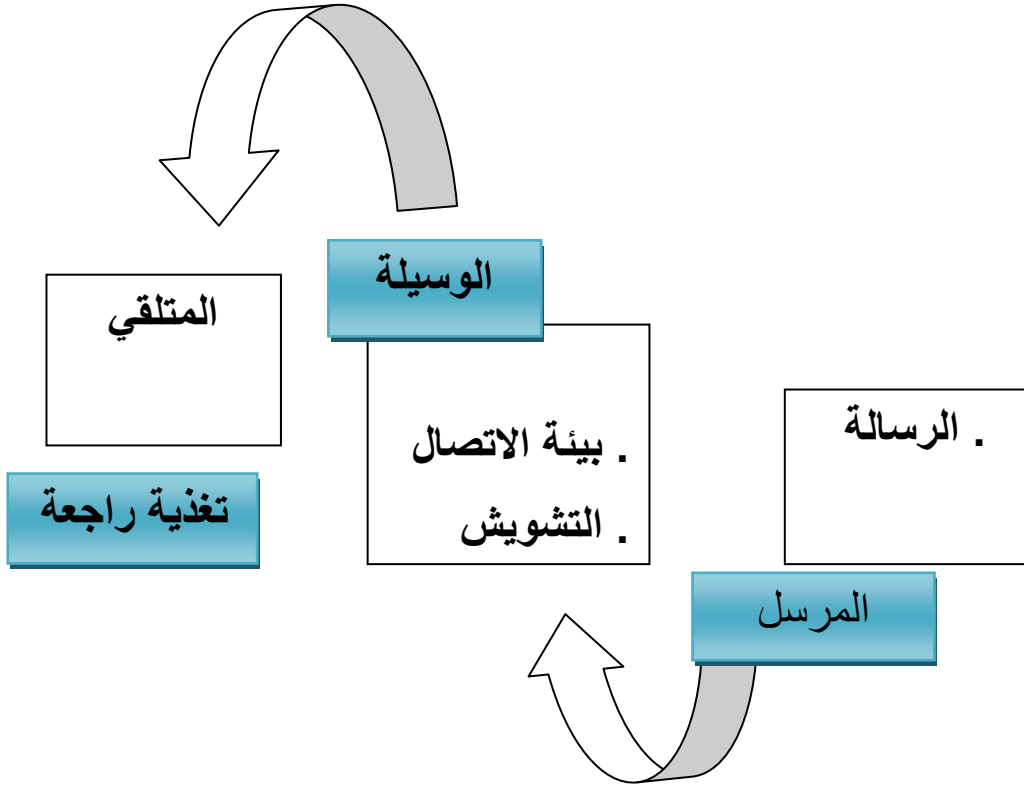 الوسيلة
المتلقي
. الرسالة
. بيئة الاتصال
. التشويش
تغذية راجعة
المرسل